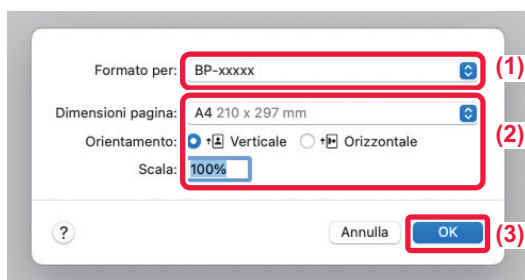 Formato per: BP-xxxxx (1)
Dimensioni pagina: A4 210 x 297 mm
Orientamento: Verticale Orizzontale (2)
Scala: 100%
? Annulla OK (3)